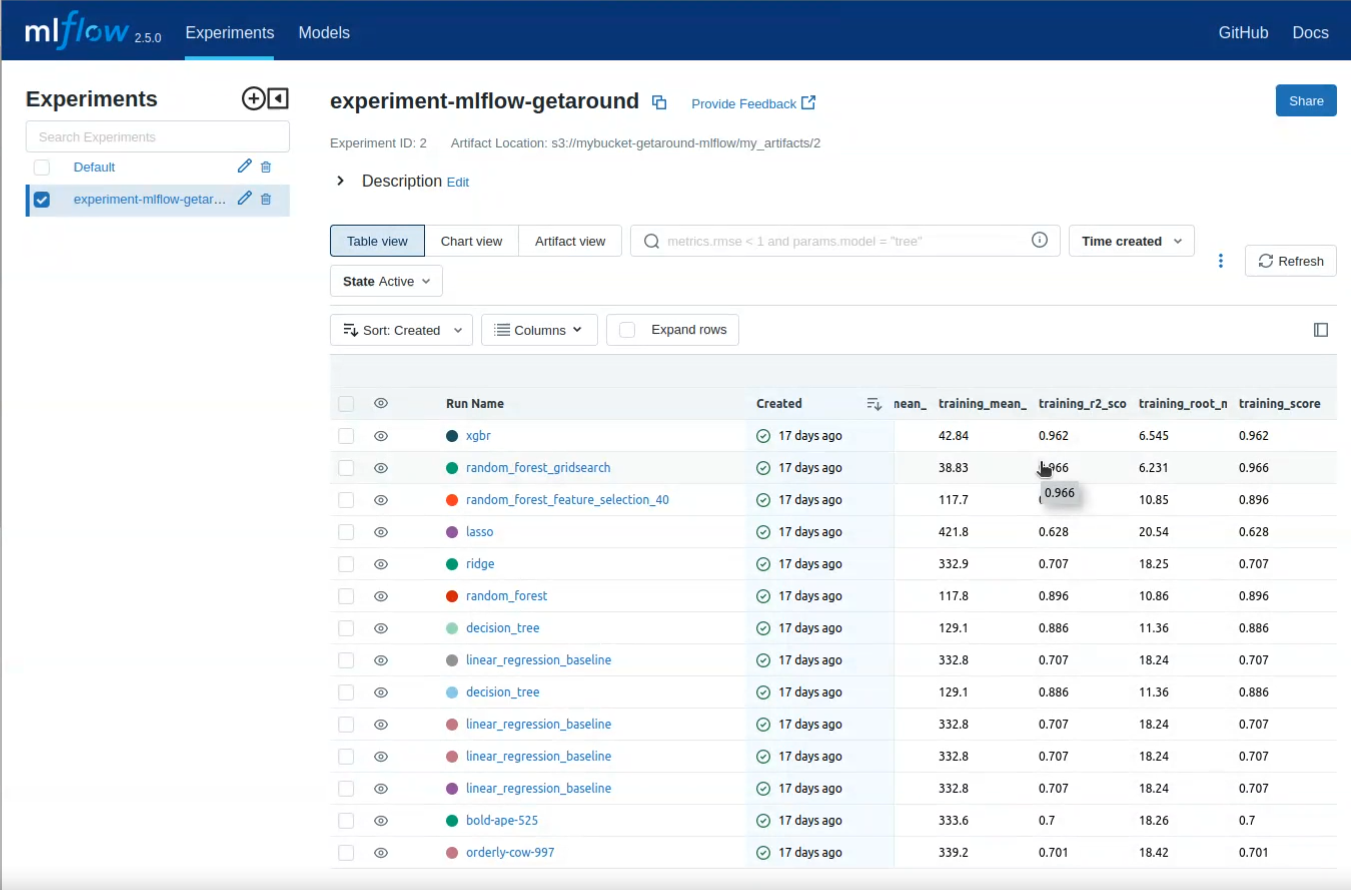 mlflow 2.5.0 Experiments Models GitHub Docs
Experiments
Search Experiments
Default
experiment-mlflow-getar...
experiment-mlflow-getaround Provide Feedback Share
Experiment ID: 2 Artifact Location: s3://mybucket-getaround-mlflow/my_artifacts/2
Description Edit
Table view Chart view Artifact view metrics.rmse < 1 and params.model = "tree" Time created
Refresh
State Active
Sort: Created Columns Expand rows
Run Name Created nean_ training_mean_ training_r2_sco training_root_n training_score
xgbr 17 days ago 42.84 0.962 6.545 0.962
random_forest_gridsearch 17 days ago 38.83 .966 6.231 0.966
0.966
random_forest_feature_selection_40 17 days ago 117.7 10.85 0.896
lasso 17 days ago 421.8 0.628 20.54 0.628
ridge 17 days ago 332.9 0.707 18.25 0.707
random_forest 17 days ago 117.8 0.896 10.86 0.896
decision_tree 17 days ago 129.1 0.886 11.36 0.886
linear_regression_baseline 17 days ago 332.8 0.707 18.24 0.707
decision_tree 17 days ago 129.1 0.886 11.36 0.886
linear_regression_baseline 17 days ago 332.8 0.707 18.24 0.707
linear_regression_baseline 17 days ago 332.8 0.707 18.24 0.707
linear_regression_baseline 17 days ago 332.8 0.707 18.24 0.707
bold-ape-525 17 days ago 333.6 0.7 18.26 0.7
orderly-cow-997 17 days ago 339.2 0.701 18.42 0.701